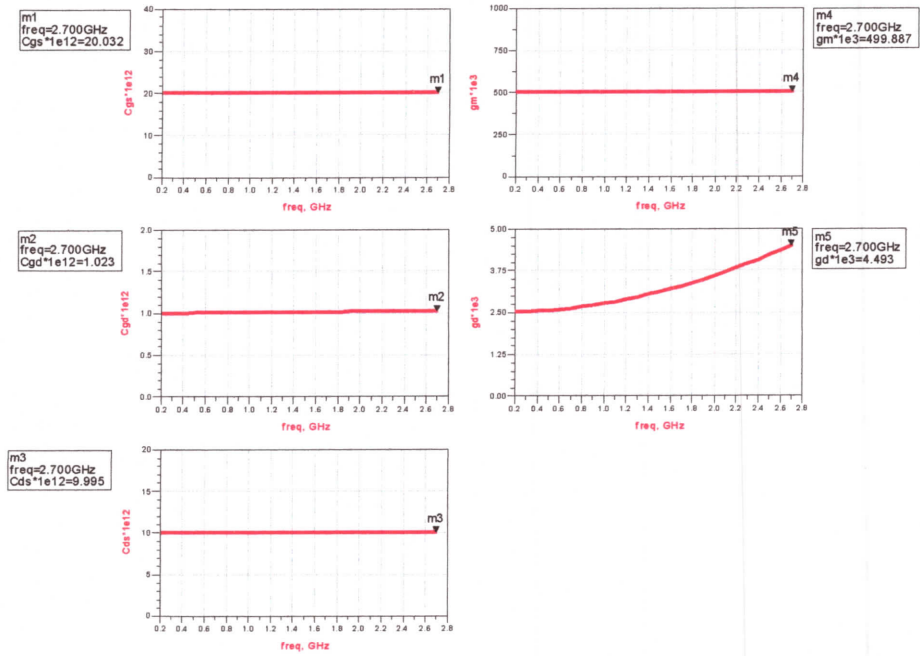 m1
freq=2.700GHz
Cgs*1e12=20.032
40
30
20
10
0
Cgs*1e12
m1
0.2 0.4 0.6 0.8 1.0 1.2 1.4 1.6 1.8 2.0 2.2 2.4 2.6 2.8
freq, GHz
1000
750
500
250
0
gm*1e3
m4
0.2 0.4 0.6 0.8 1.0 1.2 1.4 1.6 1.8 2.0 2.2 2.4 2.6 2.8
freq, GHz
m4
freq=2.700GHz
gm*1e3=499.887
m2
freq=2.700GHz
Cgd*1e12=1.023
2.0
1.5
1.0
0.5
0.0
Cgd*1e12
m2
0.2 0.4 0.6 0.8 1.0 1.2 1.4 1.6 1.8 2.0 2.2 2.4 2.6 2.8
freq, GHz
5.00
3.75
2.50
1.25
0.00
gd*1e3
m5
0.2 0.4 0.6 0.8 1.0 1.2 1.4 1.6 1.8 2.0 2.2 2.4 2.6 2.8
freq, GHz
m5
freq=2.700GHz
gd*1e3=4.493
m3
freq=2.700GHz
Cds*1e12=9.995
20
15
10
5
0
Cds*1e12
m3
0.2 0.4 0.6 0.8 1.0 1.2 1.4 1.6 1.8 2.0 2.2 2.4 2.6 2.8
freq, GHz